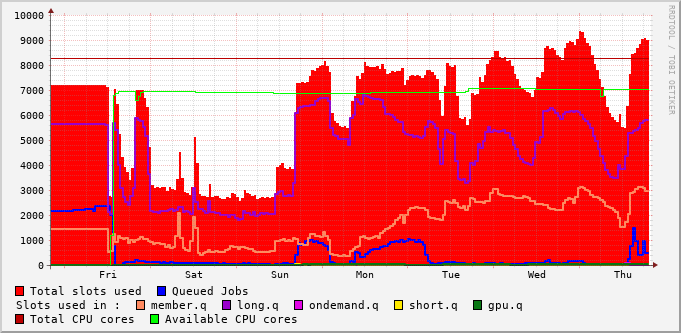 10000
9000
8000
7000
6000
5000
4000
3000
2000
1000
0
Fri Sat Sun Mon Tue Wed Thu
RRDTOOL / TOBI OETIKER
Total slots used Queued Jobs
Slots used in : member.q long.q ondemand.q short.q gpu.q
Total CPU cores Available CPU cores